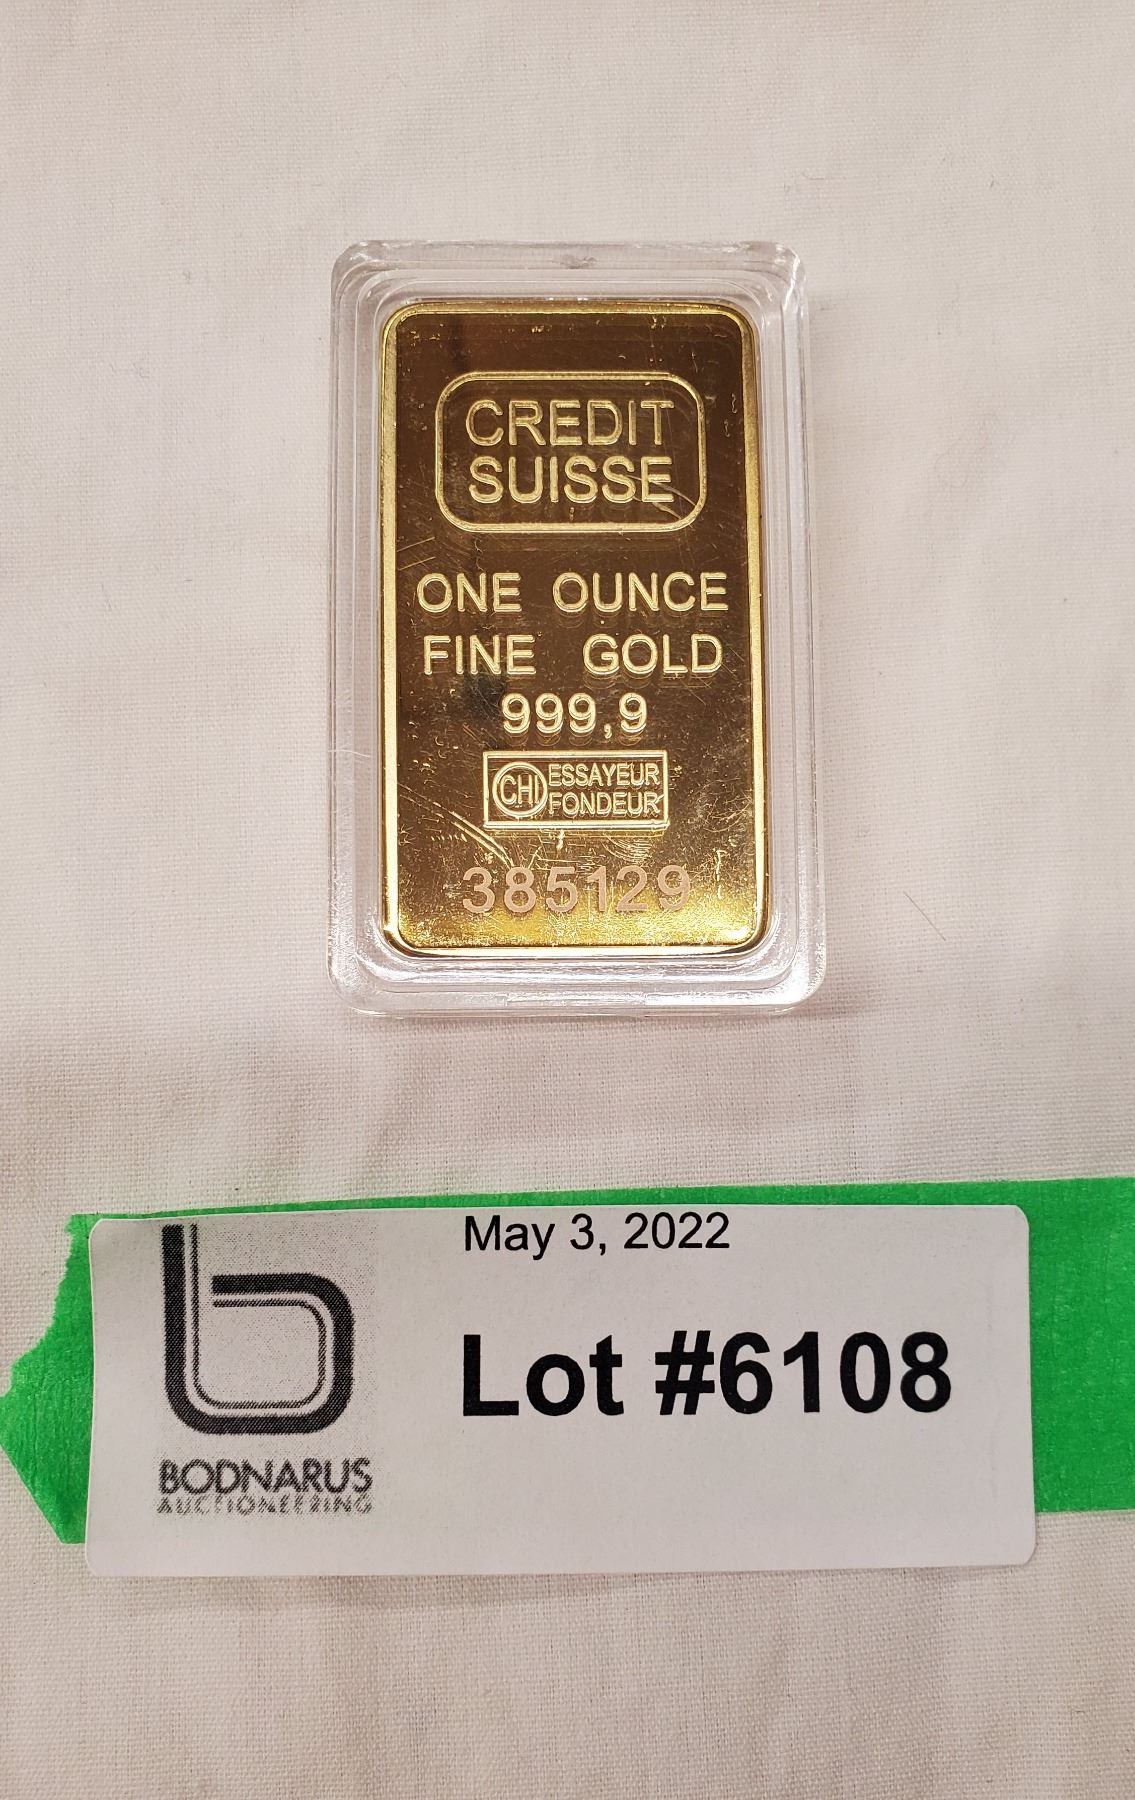 CREDIT
SUISSE
ONE OUNCE
FINE GOLD
999,9
CHI ESSAYEUR
FONDEUR
385129
May 3, 2022
Lot #6108
BODNARUS
AUCTIONEERING